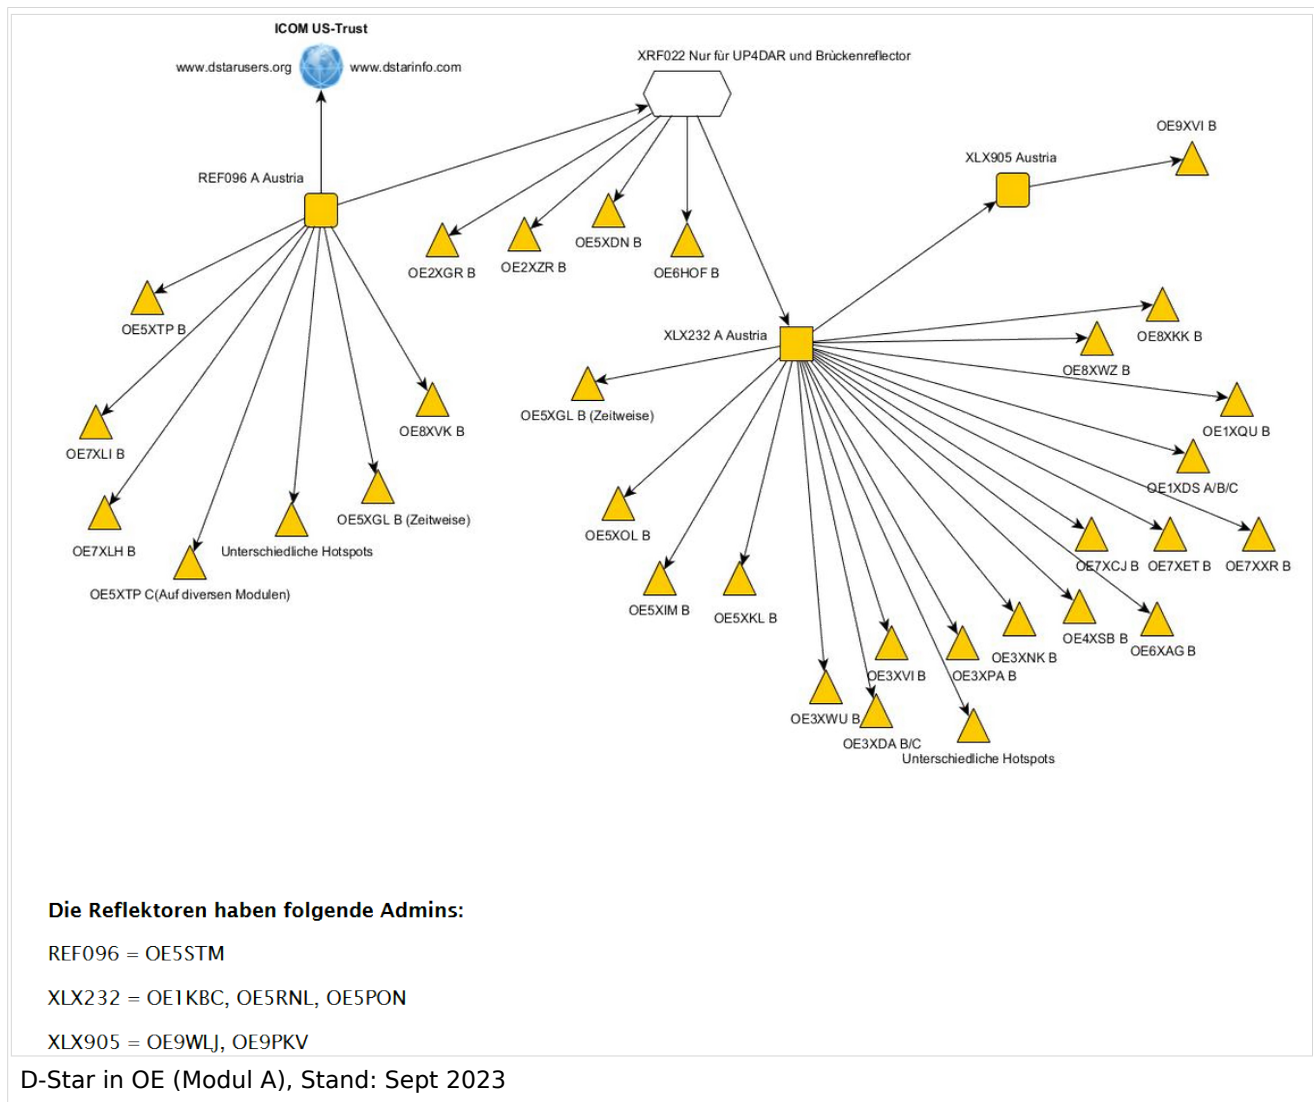 ICOM US-Trust
www.dstarusers.org
www.dstarinfo.com
XRF022 Nur für UP4DAR und Brückenreflector
OE9XVI B
XLX905 Austria
REF096 A Austria
OE5XDN B
OE2XGR B
OE2XZR B
OE6HOF B
OE5XTP B
XLX232 A Austria
OE8XKK B
OE8XWZ B
OE5XGL B (Zeitweise)
OE8XVK B
OE1XQU B
OE7XLI B
OE1XDS A/B/C
OE5XGL B (Zeitweise)
OE5XOL B
OE7XLH B
Unterschiedliche Hotspots
OE7XCJ B
OE7XET B
OE7XXR B
OE5XTP C(Auf diversen Modulen)
OE5XIM B
OE5XKL B
OE4XSB B
OE6XAG B
OE3XNK B
OE3XVI B
OE3XPA B
OE3XWU B
OE3XDA B/C
Unterschiedliche Hotspots
Die Reflektoren haben folgende Admins:
REF096 = OE5STM
XLX232 = OE1KBC, OE5RNL, OE5PON
XLX905 = OE9WLJ, OE9PKV
D-Star in OE (Modul A), Stand: Sept 2023